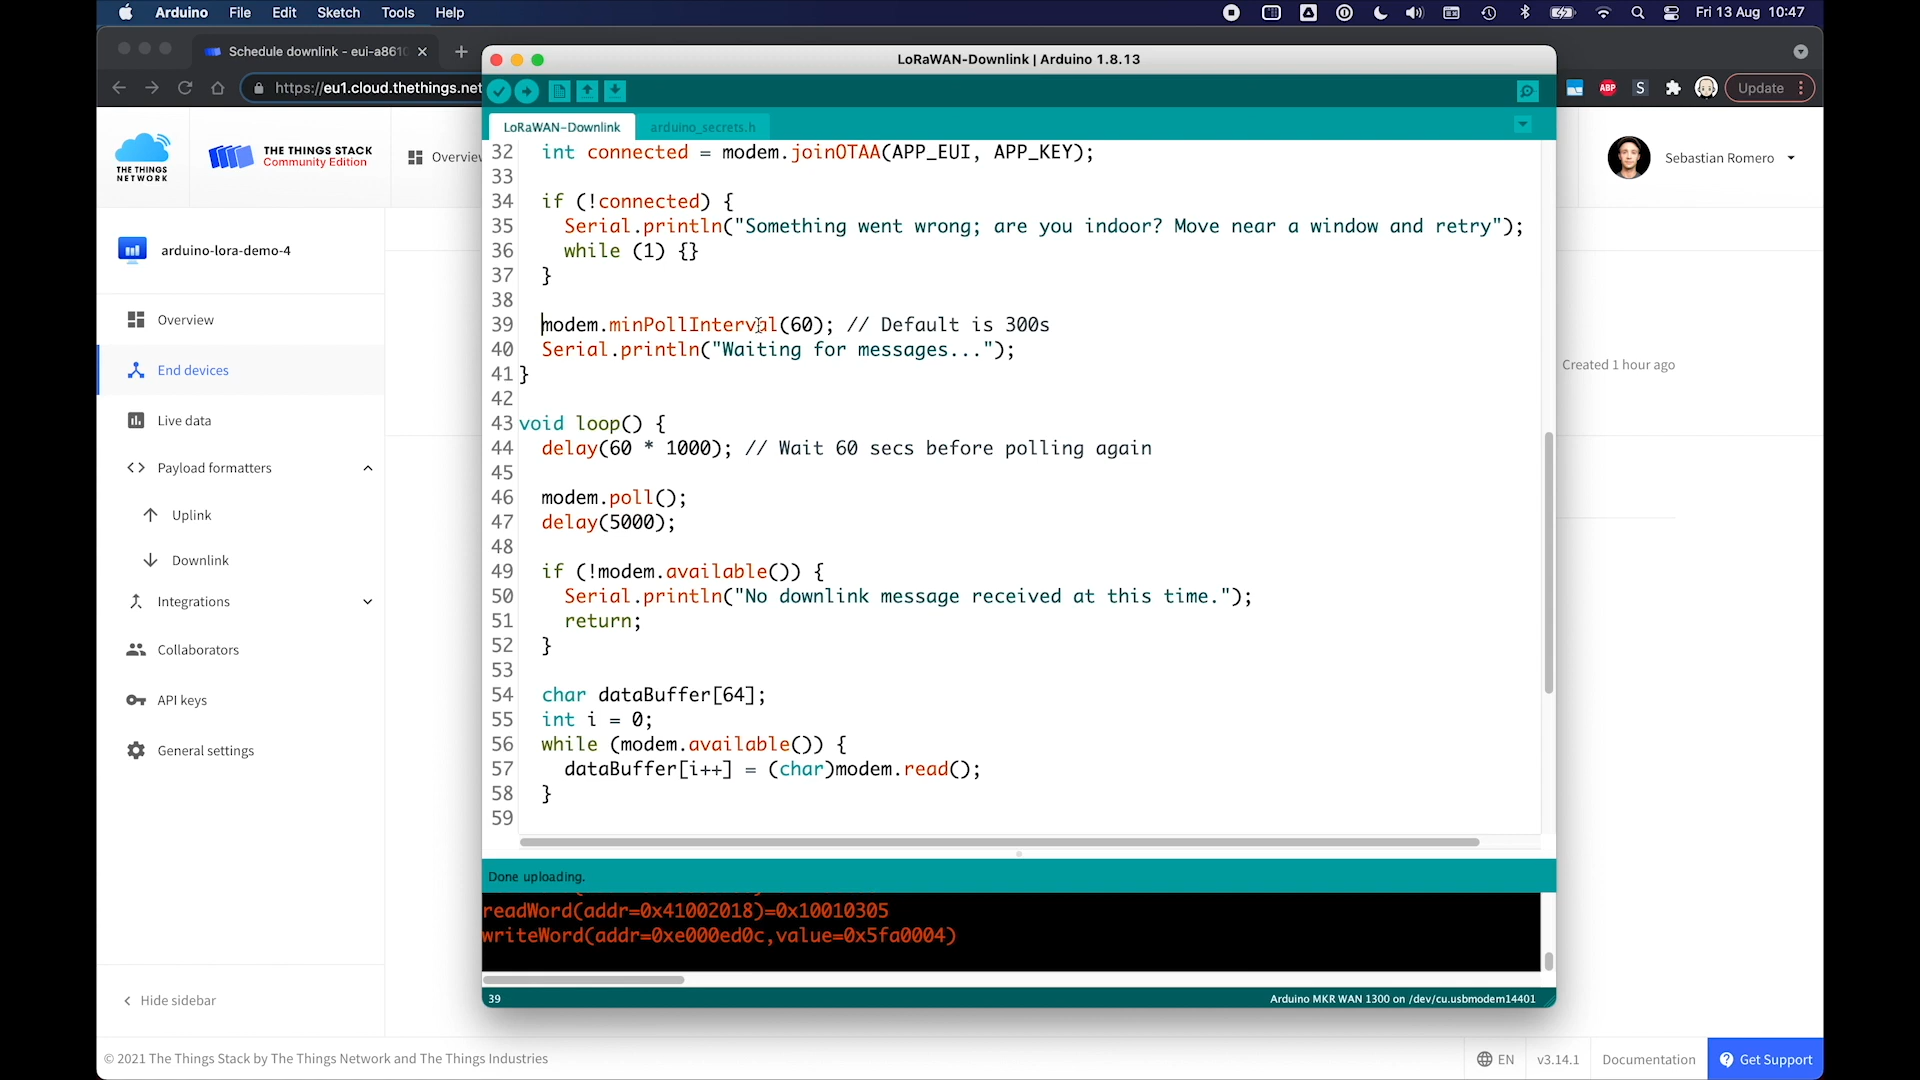 Arduino File Edit Sketch Tools Help
Fri 13 Aug 10:47
Schedule downlink - eui-a8610
https://eu1.cloud.thethings.net
ABP
S
Update
LoRaWAN-Downlink | Arduino 1.8.13
LoRaWAN-Downlink arduino_secrets.h
THE THINGS NETWORK
THE THINGS STACK
Community Edition
Overview
Sebastian Romero
arduino-lora-demo-4
Overview
End devices
Live data
Payload formatters
Uplink
Downlink
Integrations
Collaborators
API keys
General settings
Hide sidebar
Created 1 hour ago
32 int connected = modem.joinOTAA(APP_EUI, APP_KEY);
33
34 if (!connected) {
35 Serial.println("Something went wrong; are you indoor? Move near a window and retry");
36 while (1) {}
37 }
38
39 modem.minPollInterval(60); // Default is 300s
40 Serial.println("Waiting for messages...");
41 }
42
43 void loop() {
44 delay(60 * 1000); // Wait 60 secs before polling again
45
46 modem.poll();
47 delay(5000);
48
49 if (!modem.available()) {
50 Serial.println("No downlink message received at this time.");
51 return;
52 }
53
54 char dataBuffer[64];
55 int i = 0;
56 while (modem.available()) {
57 dataBuffer[i++] = (char)modem.read();
58 }
59
Done uploading.
readWord(addr=0x41002018)=0x10010305
writeWord(addr=0xe000ed0c,value=0x5fa0004)
39
Arduino MKR WAN 1300 on /dev/cu.usbmodem14401
© 2021 The Things Stack by The Things Network and The Things Industries
EN
v3.14.1
Documentation
Get Support